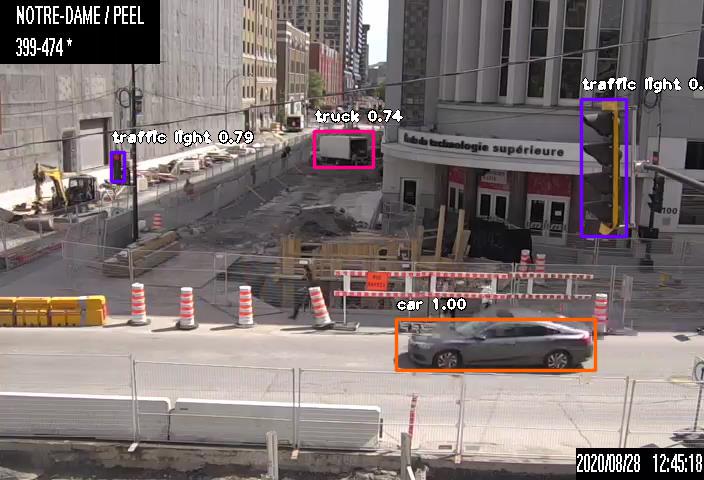 NOTRE-DAME / PEEL
399-474 *
traffic light 0.
truck 0.74
traffic light 0.79
de technologie supérieure
100
car 1.00
2020/08/28 12:45:18